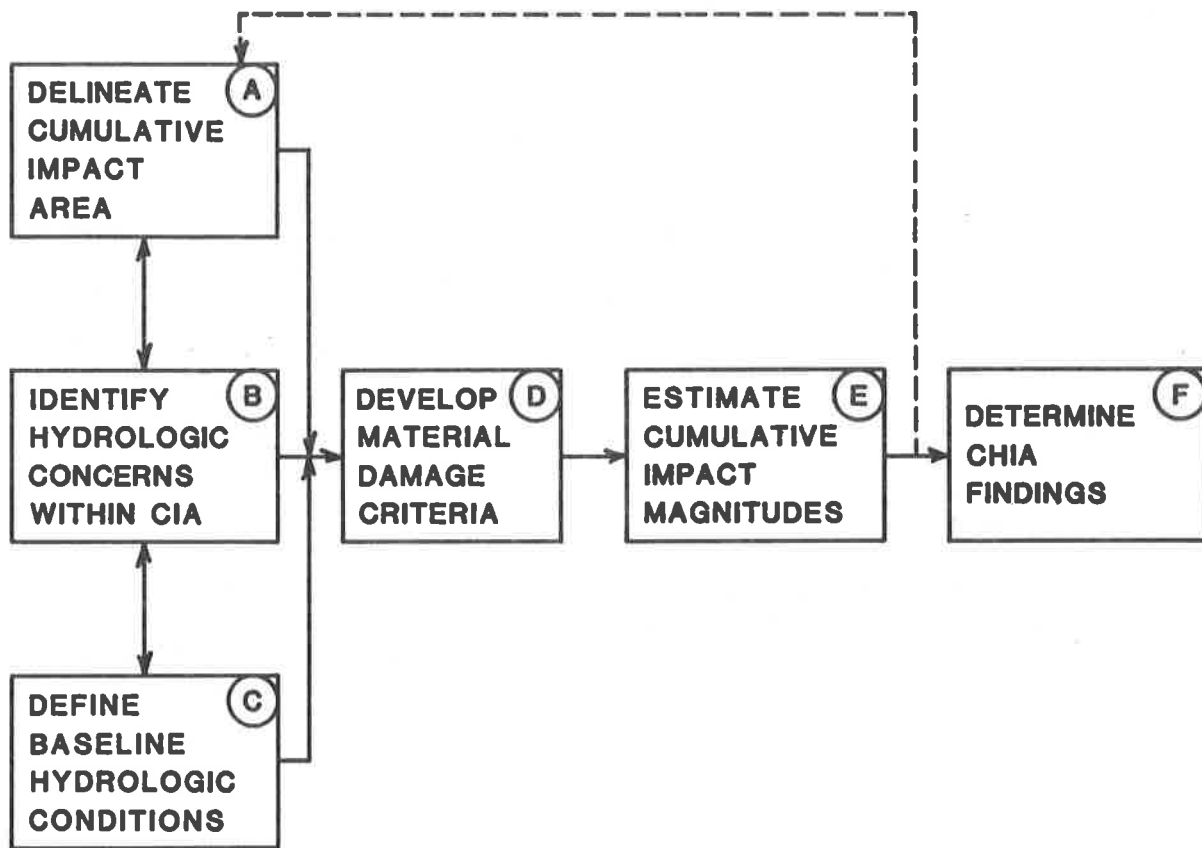 A
DELINEATE
CUMULATIVE
IMPACT
AREA
B
IDENTIFY
HYDROLOGIC
CONCERNS
WITHIN CIA
C
DEFINE
BASELINE
HYDROLOGIC
CONDITIONS
D
DEVELOP
MATERIAL
DAMAGE
CRITERIA
E
ESTIMATE
CUMULATIVE
IMPACT
MAGNITUDES
F
DETERMINE
CHIA
FINDINGS